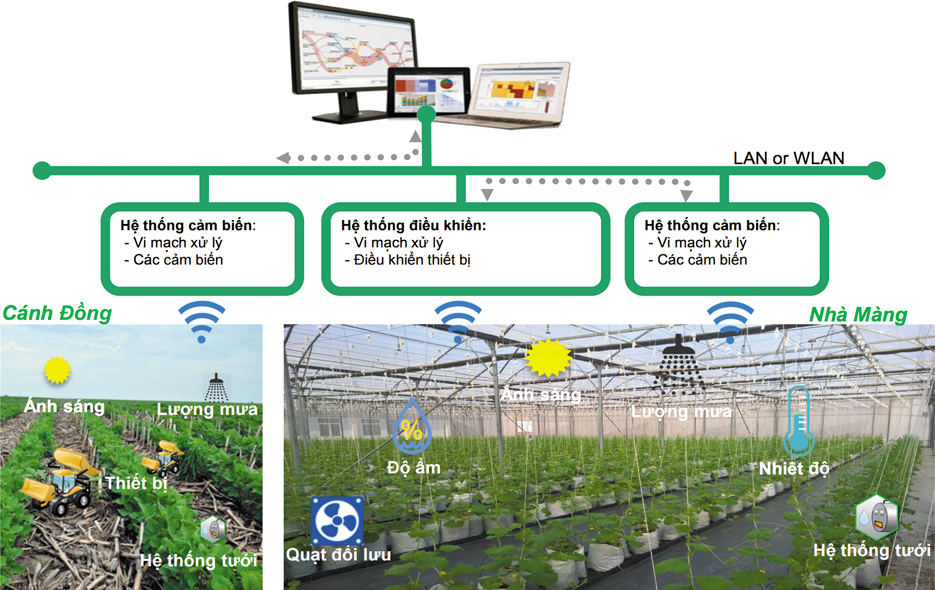 LAN or WLAN
Hệ thống cảm biến:
- Vi mạch xử lý
- Các cảm biến
Hệ thống điều khiển:
- Vi mạch xử lý
-Điều khiển thiết bị
Hệ thống cảm biến:
- Vi mạch xử lý
- Các cảm biến
Cánh Đồng
Nhà Màng
Ánh sáng
Lượng mưa
Thiết bị
Hệ thống tưới
Ánh sáng
Lượng mưa
%
Độ ẩm
Nhiệt độ
Quạt đối lưu
Hệ thống tưới